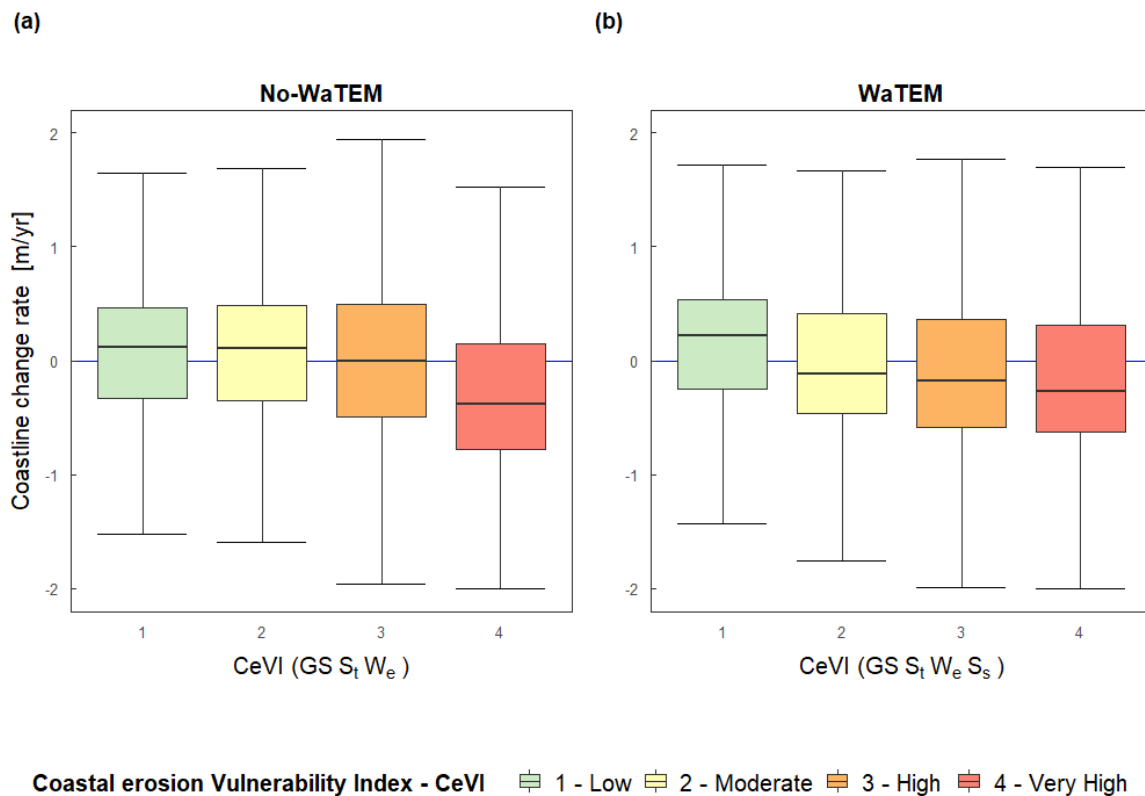 (a)
(b)
No-WaTEM
WaTEM
Coastline change rate [m/yr]
2
1
0
-1
-2
1 2 3 4
CeVI (GS St We )
2
1
0
-1
-2
1 2 3 4
CeVI (GS St We Ss )
Coastal erosion Vulnerability Index - CeVI 1 - Low 2 - Moderate 3 - High 4 - Very High